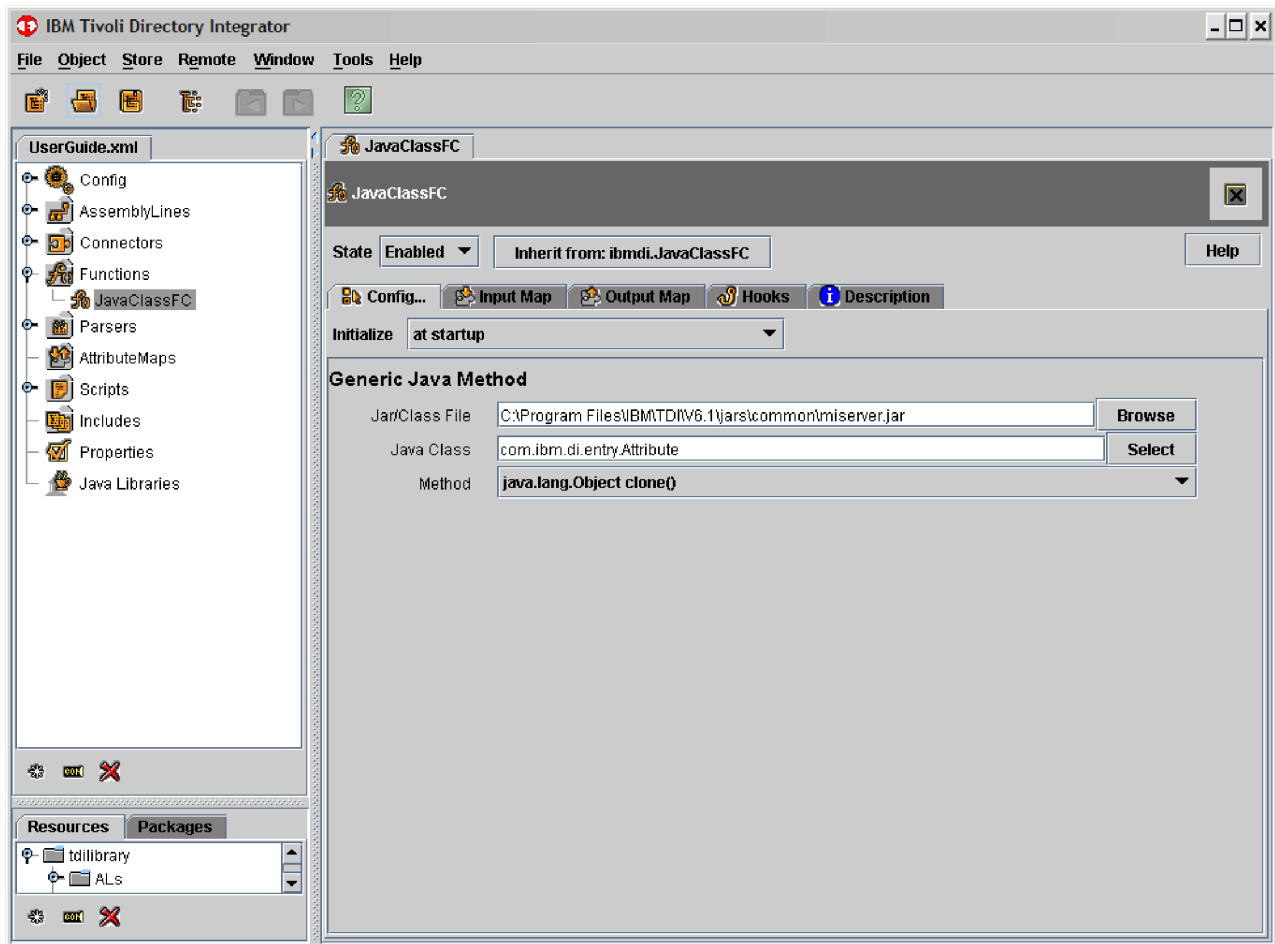 IBM Tivoli Directory Integrator
File Object Store Remote Window Tools Help
UserGuide.xml
Config
AssemblyLines
Connectors
Functions
JavaClassFC
Parsers
AttributeMaps
Scripts
Includes
Properties
Java Libraries
CON
Resources Packages
tdilibrary
ALs
CON
JavaClassFC
JavaClassFC
State Enabled Inherit from: ibmdi.JavaClassFC Help
Config... Input Map Output Map Hooks Description
Initialize at startup
Generic Java Method
Jar/Class File C:\Program Files\IBM\TDI\V6.1\jars\common\miserver.jar Browse
Java Class com.ibm.di.entry.Attribute Select
Method java.lang.Object clone()